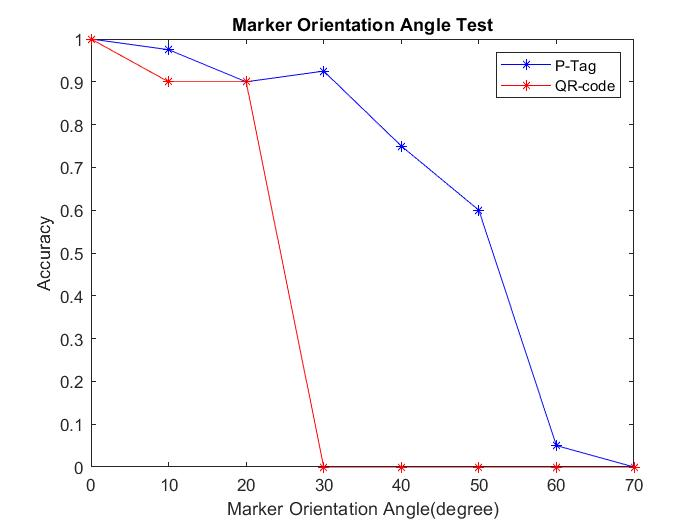 Marker Orientation Angle Test
P-Tag
QR-code
1
0.9
0.8
0.7
0.6
0.5
0.4
0.3
0.2
0.1
0
Accuracy
0 10 20 30 40 50 60 70
Marker Orientation Angle(degree)